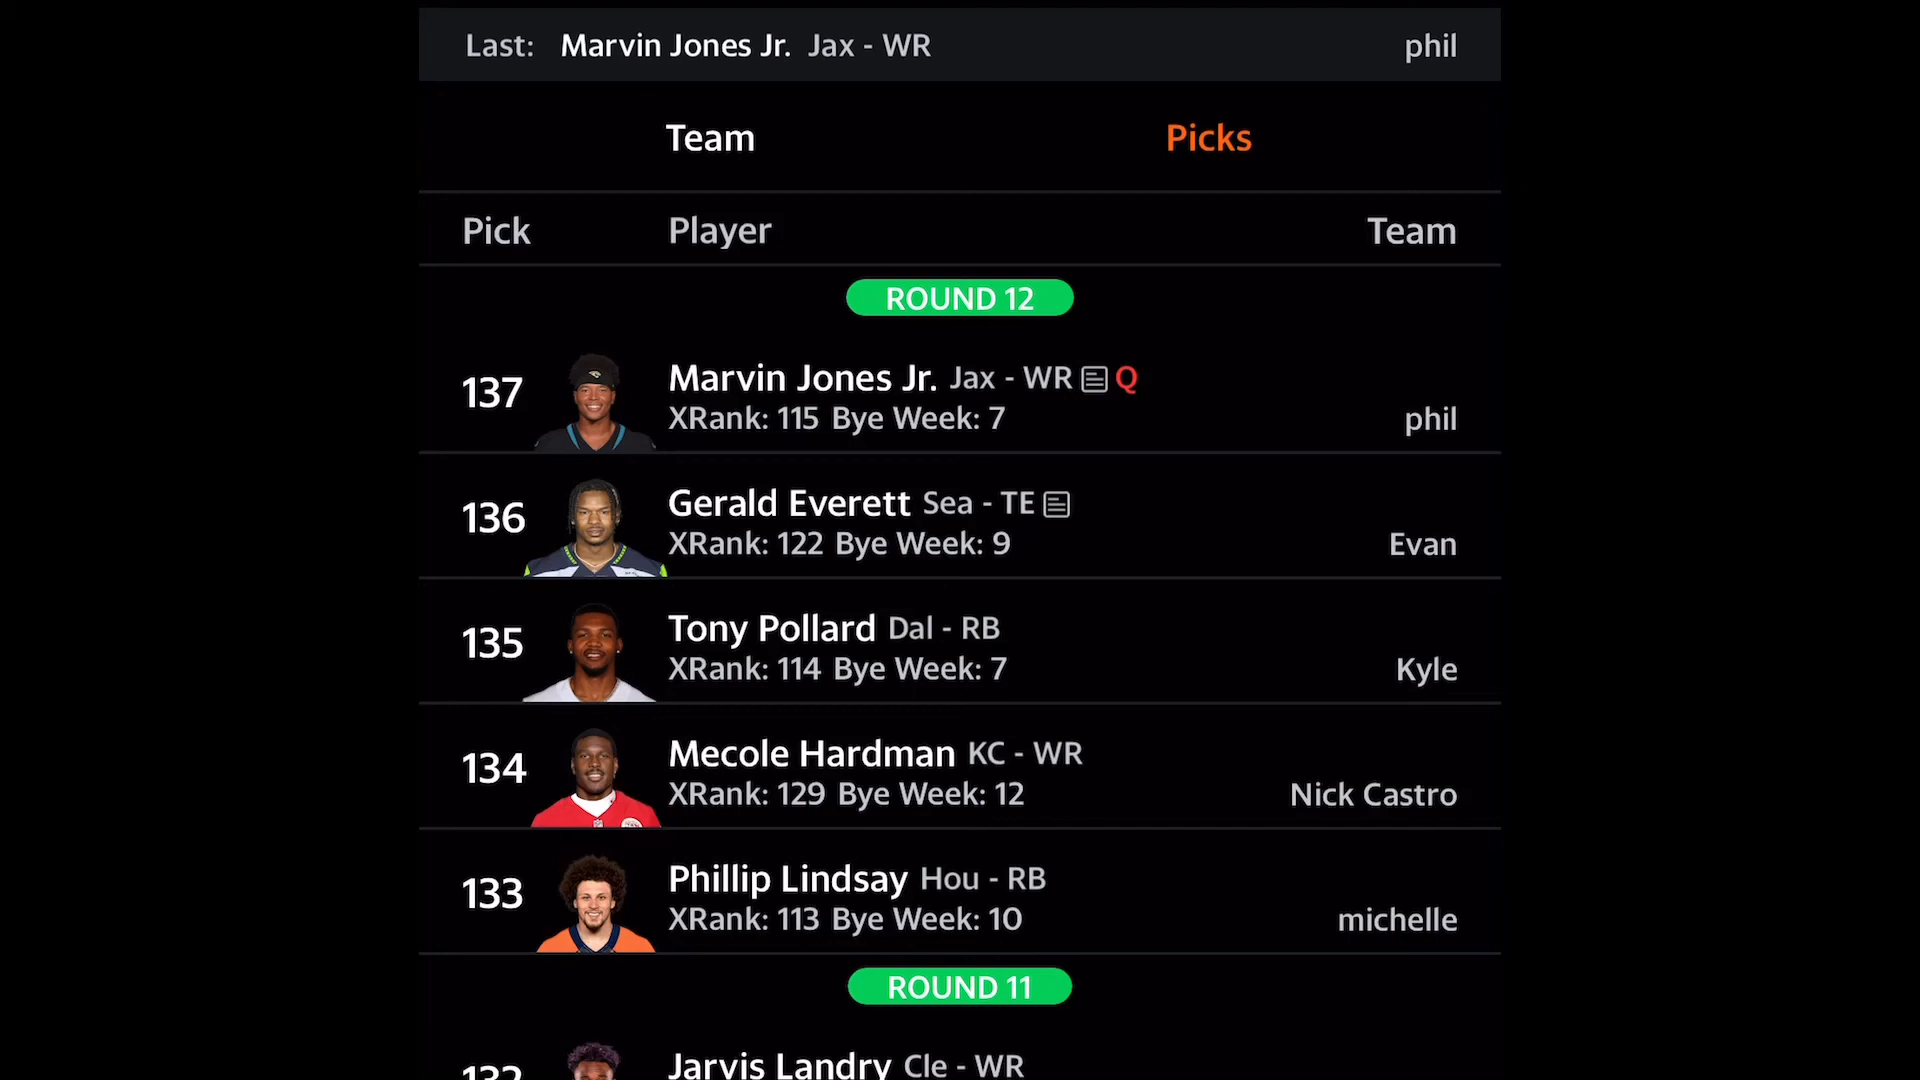 Last: Marvin Jones Jr. Jax - WR phil
Team Picks
Pick Player Team
ROUND 12
137 Marvin Jones Jr. Jax - WR Q
XRank: 115 Bye Week: 7 phil
136 Gerald Everett Sea - TE
XRank: 122 Bye Week: 9 Evan
135 Tony Pollard Dal - RB
XRank: 114 Bye Week: 7 Kyle
134 Mecole Hardman KC - WR
XRank: 129 Bye Week: 12 Nick Castro
133 Phillip Lindsay Hou - RB
XRank: 113 Bye Week: 10 michelle
ROUND 11
132 Jarvis Landry Cle - WR